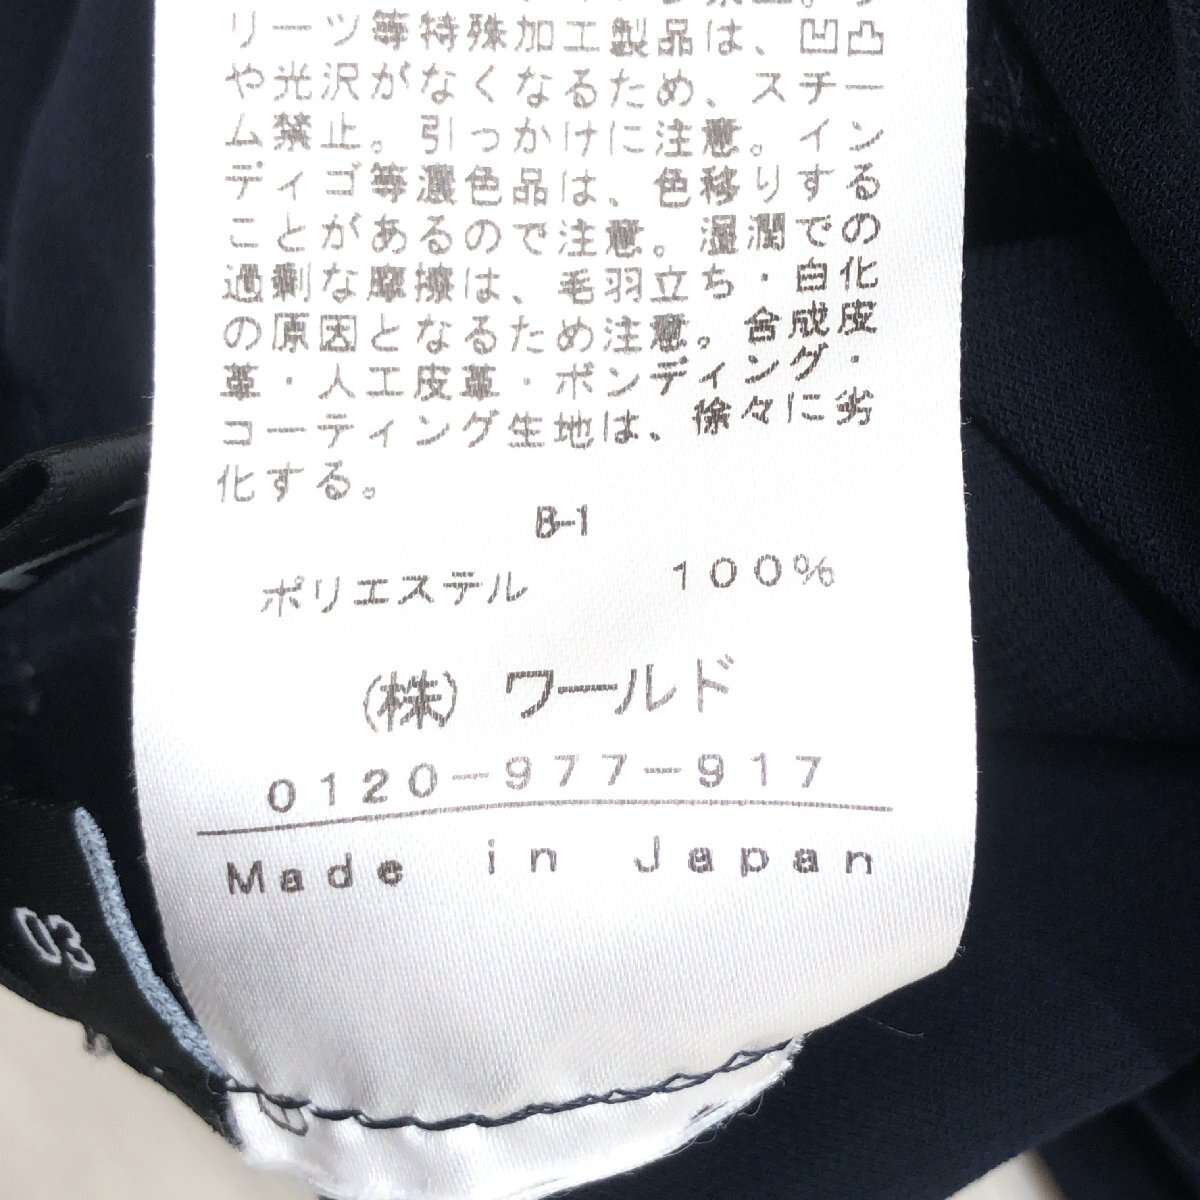 リーツ等特殊加工製品は、凹凸
や光沢がなくなるため、スチー
ム禁止。引っかけに注意。イン
ディゴ等濃色品は、色移りする
ことがあるので注意。湿潤での
過剰な摩擦は、毛羽立ち・白化
の原因となるため注意。合成皮
革・人工皮革・ボンディング・
コーティング生地は、徐々に劣
化する。
B-1
ポリエステル 100%
(株) ワールド
0120-977-917
Made in Japan
03